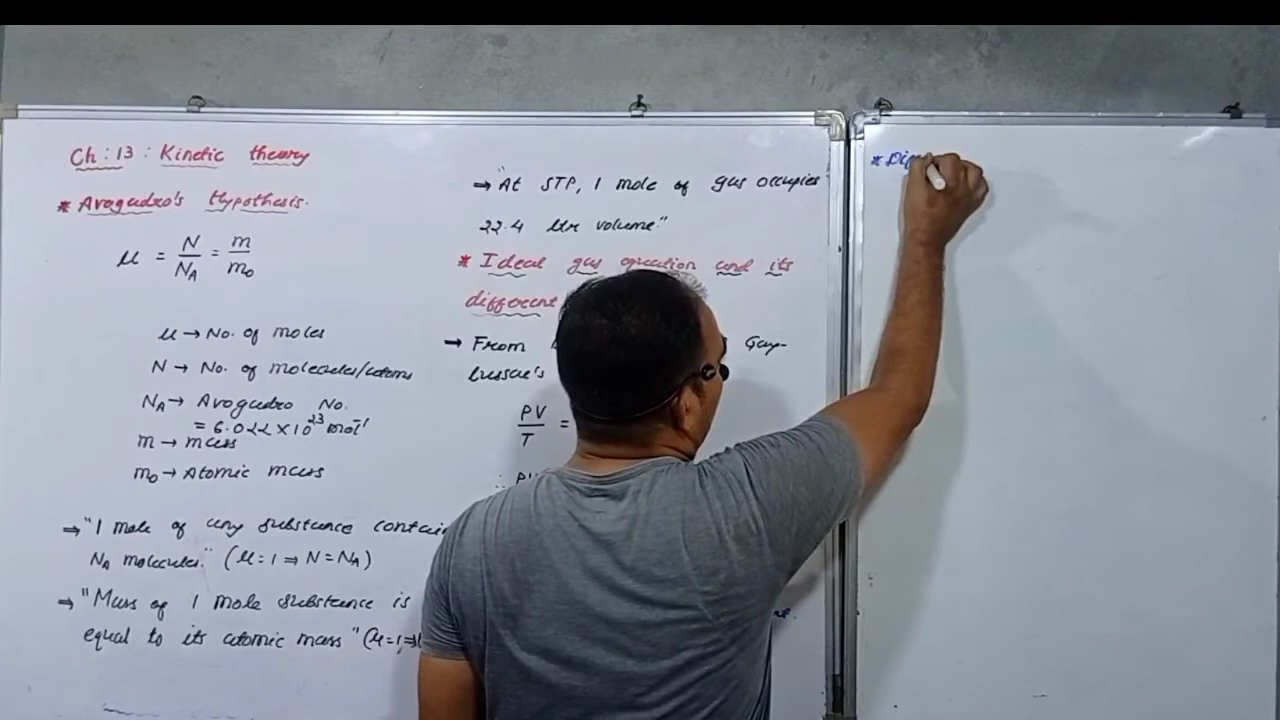 Ch: 13 : Kinetic theory
* Avogadro's Hypothesis.
μ = N/N_A = m/m₀
μ → No. of moles
N → No. of molecules/atoms
N_A → Avogadro No.
= 6.022 × 10²³ mol⁻¹
m → mass
m₀ → Atomic mass
⇒ "1 mole of any substance contai
N_A molecules." (μ = 1 ⇒ N = N_A)
⇒ "Mass of 1 mole substance is
equal to its atomic mass" (μ = 1, ⇒
⇒ "At STP, 1 mole of gas occupies
22.4 ltr volume"
* Ideal gas equation and its
different
→ From Gay-
lussac's
PV/T =
∴ PV
* Dif